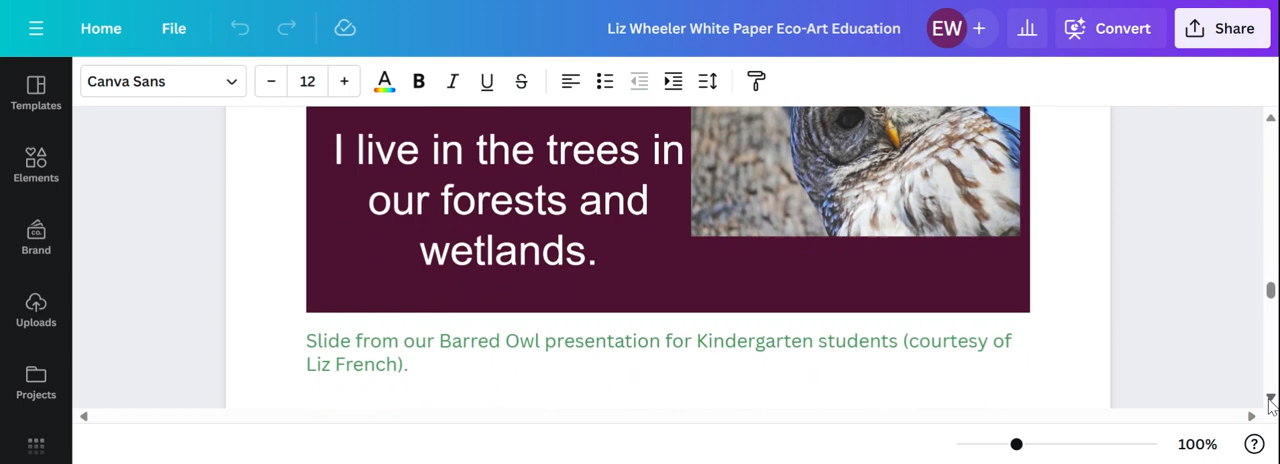 Home File Liz Wheeler White Paper Eco-Art Education EW + Convert Share
Canva Sans - 12 + A B I U S
Templates
Elements
CO.
Brand
Uploads
Projects
I live in the trees in
our forests and
wetlands.
Slide from our Barred Owl presentation for Kindergarten students (courtesy of
Liz French).
100% ?